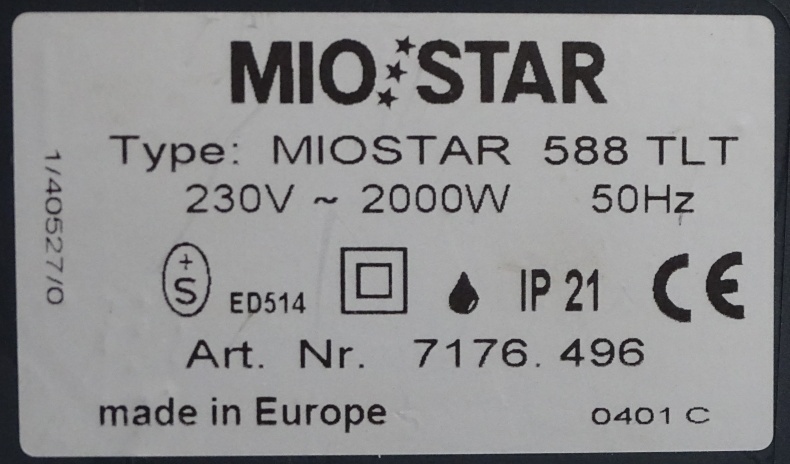 MIO STAR
Type: MIOSTAR 588 TLT
230V ~ 2000W 50Hz
1/40527/0
+ S ED514 IP 21 CE
Art. Nr. 7176.496
made in Europe 0401 C